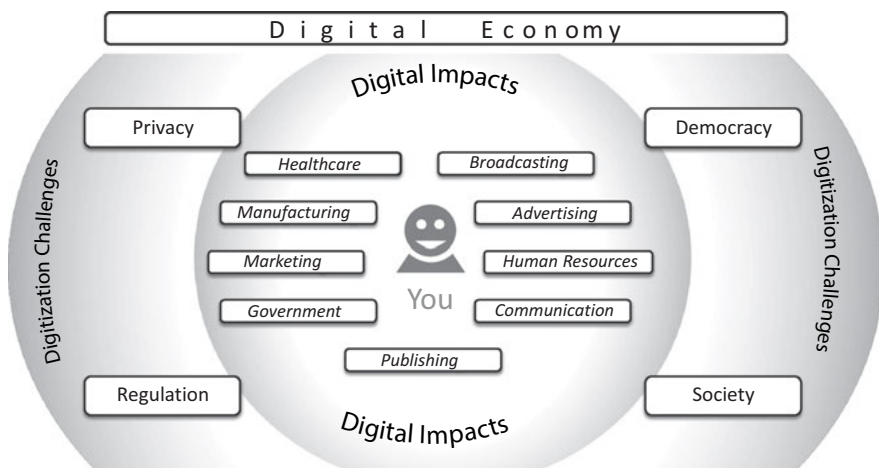 Digital Economy
Digital Impacts
Privacy
Democracy
Digitization Challenges
Digitization Challenges
Healthcare
Broadcasting
Manufacturing
Advertising
Marketing
Human Resources
You
Government
Communication
Publishing
Regulation
Society
Digital Impacts